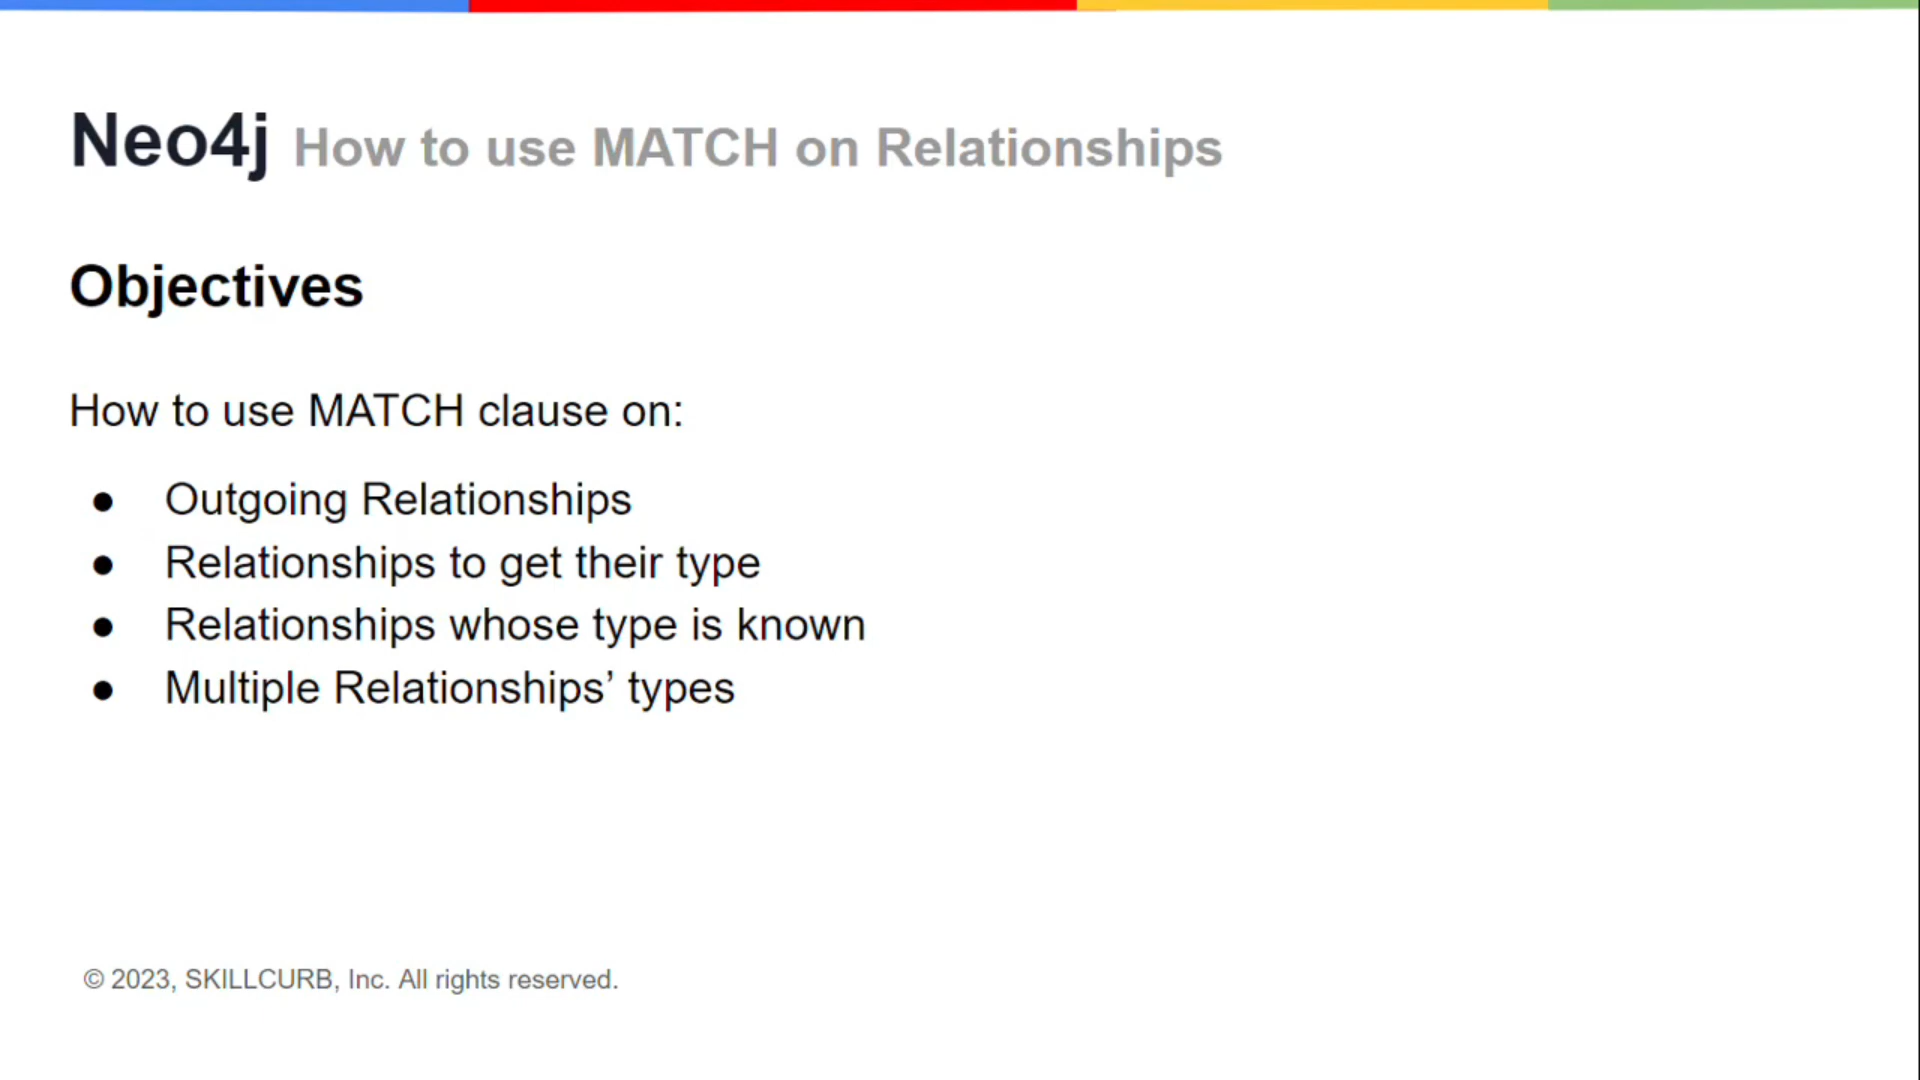 Neo4j How to use MATCH on Relationships
Objectives
How to use MATCH clause on:
● Outgoing Relationships
● Relationships to get their type
● Relationships whose type is known
● Multiple Relationships’ types
© 2023, SKILLCURB, Inc. All rights reserved.